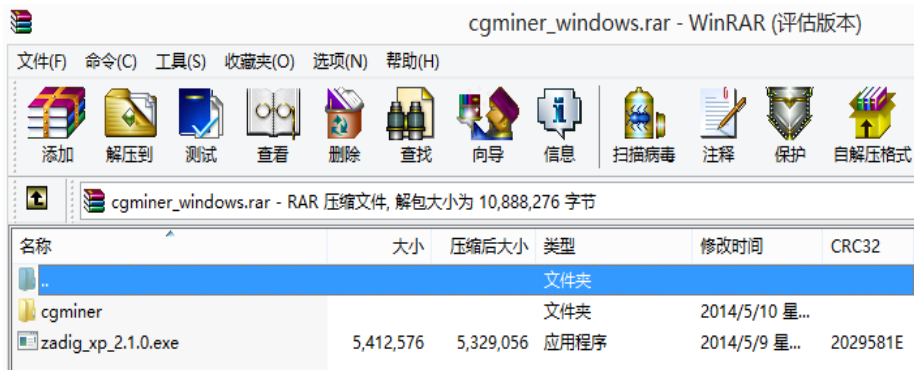 cgminer_windows.rar - WinRAR (评估版本)
文件(F) 命令(C) 工具(S) 收藏夹(O) 选项(N) 帮助(H)
添加 解压到 测试 查看 删除 查找 向导 信息 扫描病毒 注释 保护 自解压格式
cgminer_windows.rar - RAR 压缩文件, 解包大小为 10,888,276 字节
名称 大小 压缩后大小 类型 修改时间 CRC32
.. 文件夹
cgminer 文件夹 2014/5/10 星...
zadig_xp_2.1.0.exe 5,412,576 5,329,056 应用程序 2014/5/9 星... 2029581E